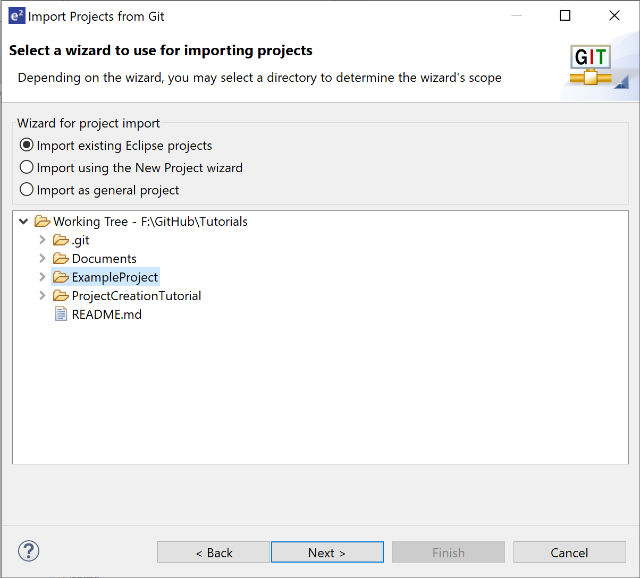 e² Import Projects from Git
Select a wizard to use for importing projects
Depending on the wizard, you may select a directory to determine the wizard's scope
GIT
Wizard for project import
Import existing Eclipse projects
Import using the New Project wizard
Import as general project
Working Tree - F:\GitHub\Tutorials
.git
Documents
ExampleProject
ProjectCreationTutorial
README.md
? < Back Next > Finish Cancel